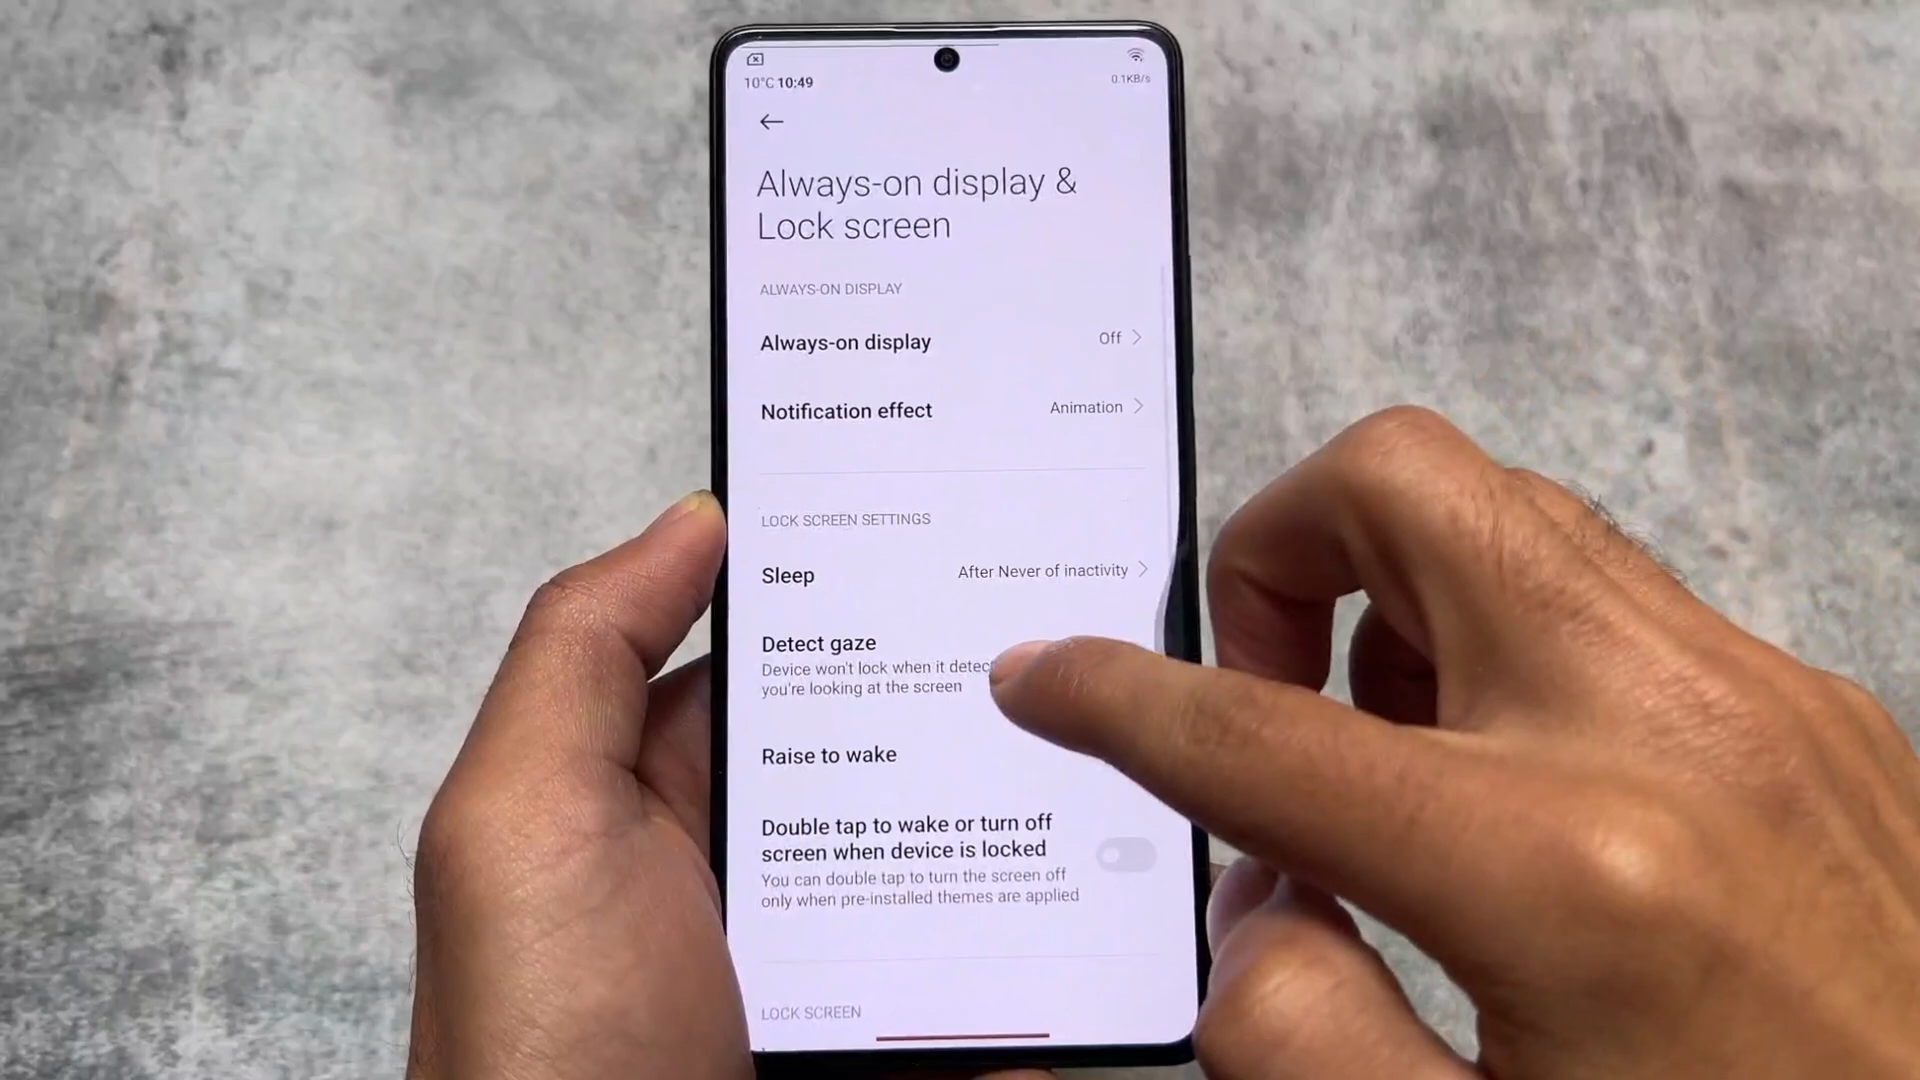 10°C 10:49
0.1KB/s
Always-on display &
Lock screen
ALWAYS-ON DISPLAY
Always-on display Off
Notification effect Animation
LOCK SCREEN SETTINGS
Sleep After Never of inactivity
Detect gaze
Device won't lock when it detec
you're looking at the screen
Raise to wake
Double tap to wake or turn off
screen when device is locked
You can double tap to turn the screen off
only when pre-installed themes are applied
LOCK SCREEN